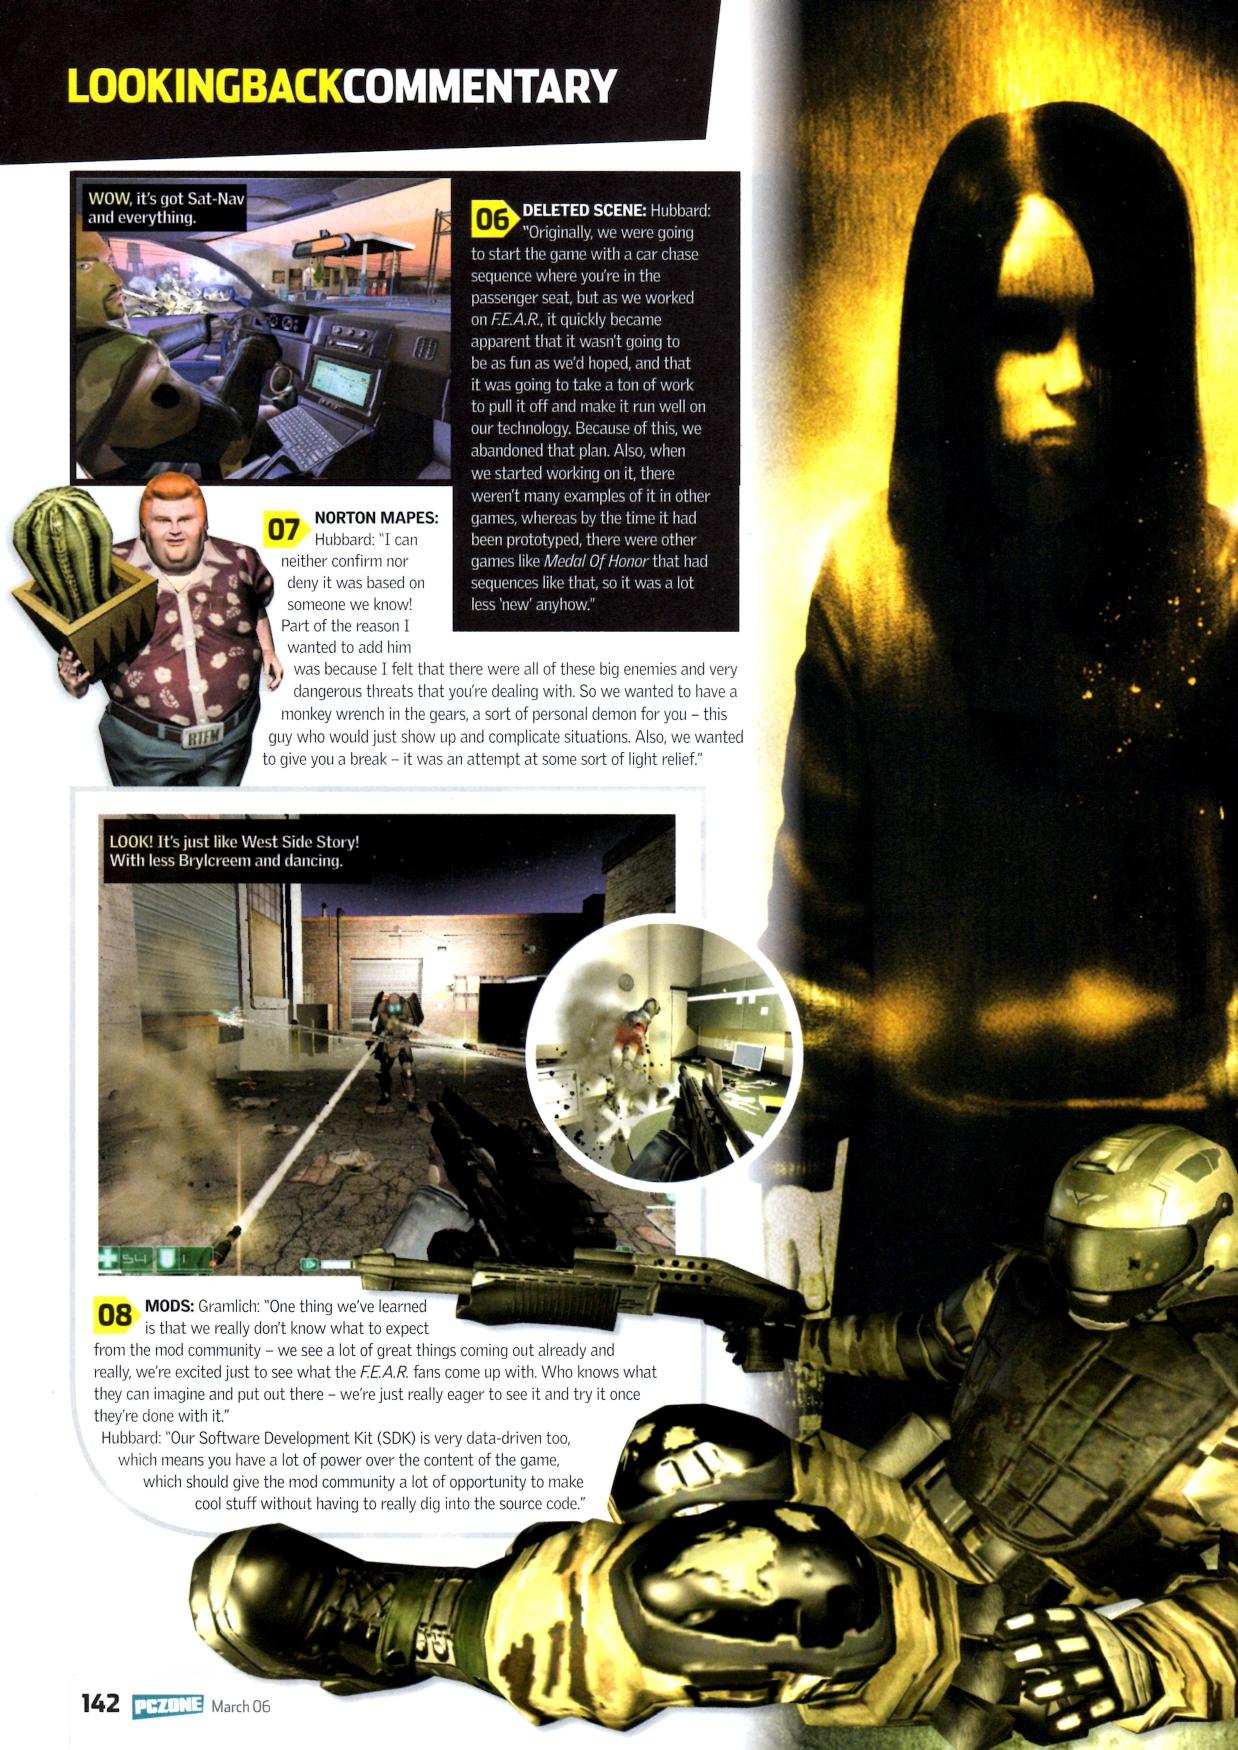 LOOKINGBACKCOMMENTARY
WOW, it's got Sat-Nav
and everything.
06 DELETED SCENE: Hubbard:
"Originally, we were going
to start the game with a car chase
sequence where you're in the
passenger seat, but as we worked
on F.E.A.R., it quickly became
apparent that it wasn't going to
be as fun as we'd hoped, and that
it was going to take a ton of work
to pull it off and make it run well on
our technology. Because of this, we
abandoned that plan. Also, when
we started working on it, there
weren't many examples of it in other
games, whereas by the time it had
been prototyped, there were other
games like Medal Of Honor that had
sequences like that, so it was a lot
less 'new' anyhow."
07 NORTON MAPES:
Hubbard: "I can
neither confirm nor
deny it was based on
someone we know!
Part of the reason I
wanted to add him
was because I felt that there were all of these big enemies and very
dangerous threats that you're dealing with. So we wanted to have a
monkey wrench in the gears, a sort of personal demon for you – this
guy who would just show up and complicate situations. Also, we wanted
to give you a break – it was an attempt at some sort of light relief."
RTFM
LOOK! It's just like West Side Story!
With less Brylcreem and dancing.
54 1
08 MODS: Gramlich: "One thing we've learned
is that we really don't know what to expect
from the mod community – we see a lot of great things coming out already and
really, we're excited just to see what the F.E.A.R. fans come up with. Who knows what
they can imagine and put out there – we're just really eager to see it and try it once
they're done with it."
Hubbard: "Our Software Development Kit (SDK) is very data-driven too,
which means you have a lot of power over the content of the game,
which should give the mod community a lot of opportunity to make
cool stuff without having to really dig into the source code."
142 PCZONE March 06